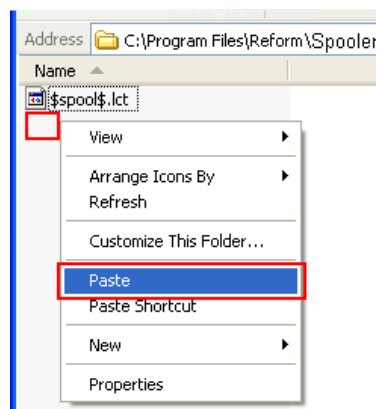 Address C:\Program Files\Reform\Spooler
Name
$spool$.lct
View
Arrange Icons By
Refresh
Customize This Folder...
Paste
Paste Shortcut
New
Properties